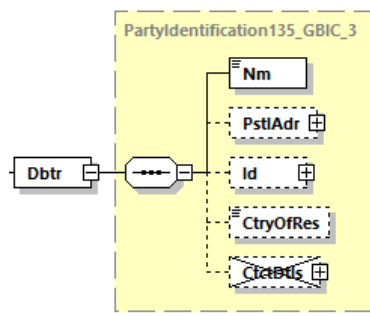 PartyIdentification135_GBIC_3
Nm
PstlAdr
Dbtr
Id
CtryOfRes
CtctDtls